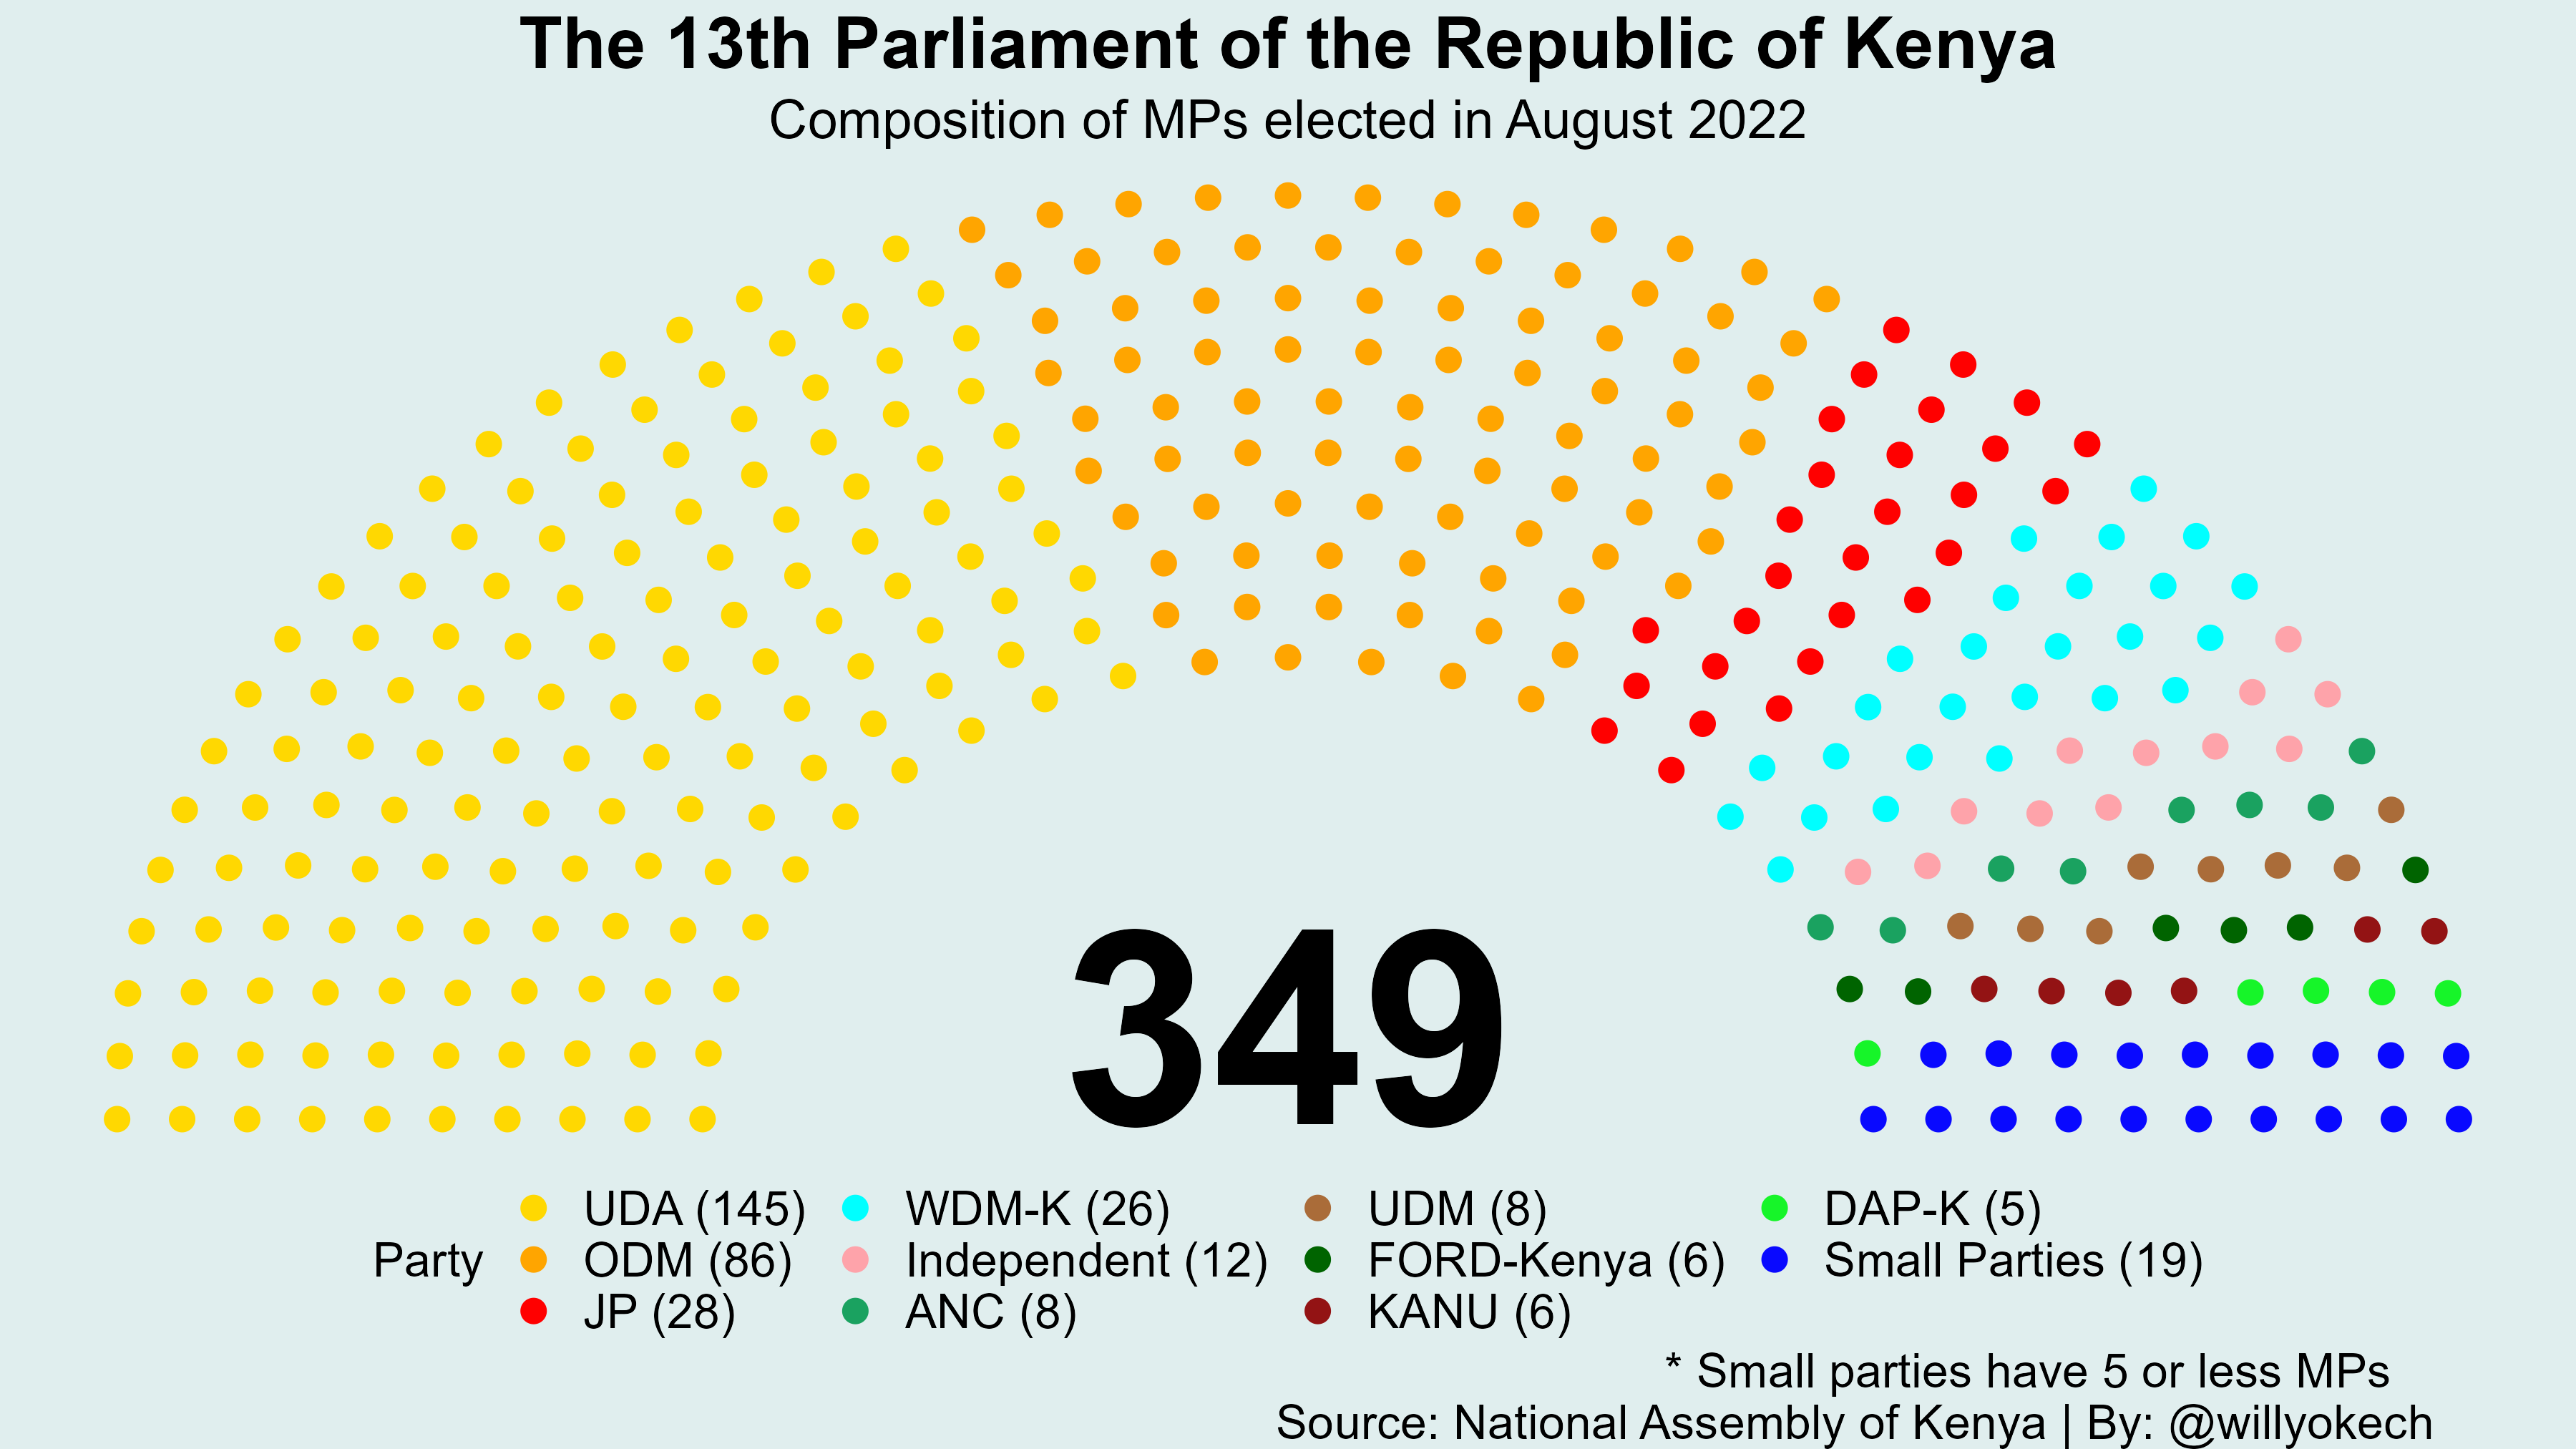 The 13th Parliament of the Republic of Kenya
Composition of MPs elected in August 2022
349
Party
UDA (145)
ODM (86)
JP (28)
WDM-K (26)
Independent (12)
ANC (8)
UDM (8)
FORD-Kenya (6)
KANU (6)
DAP-K (5)
Small Parties (19)
* Small parties have 5 or less MPs
Source: National Assembly of Kenya | By: @willyokech